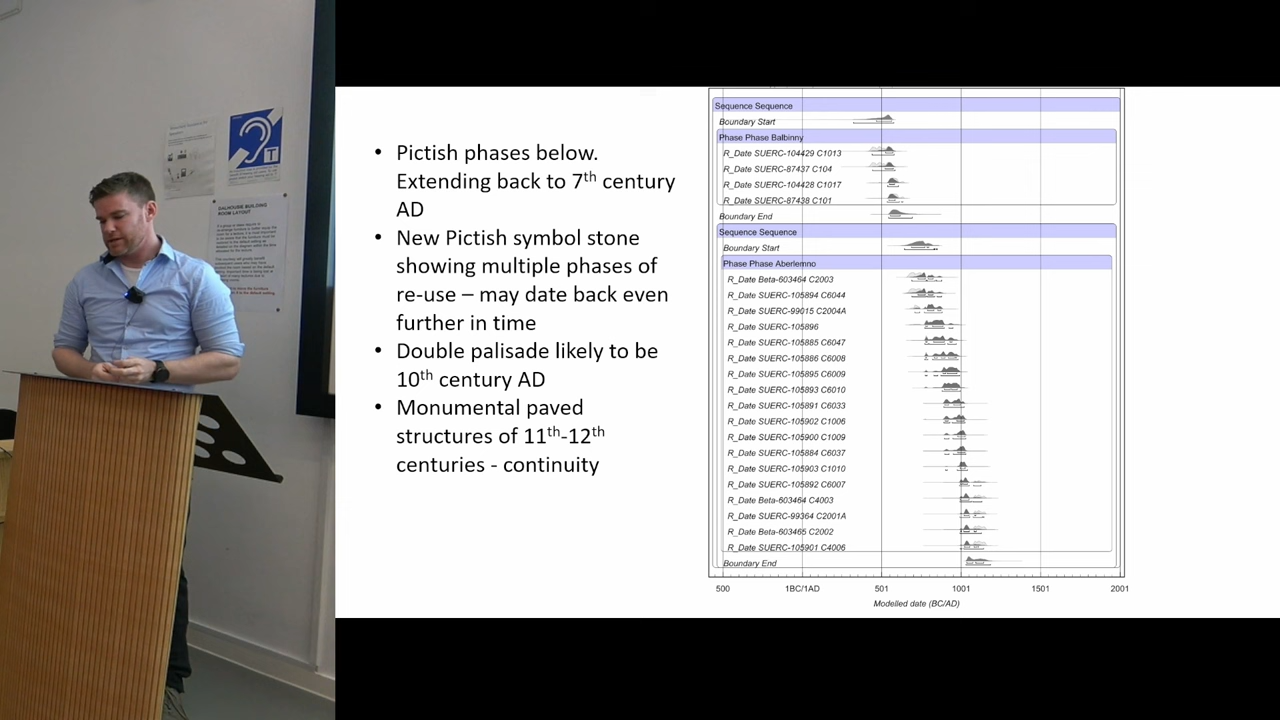 DALHOUSIE BUILDING
ROOM LAYOUT
T
• Pictish phases below.
Extending back to 7th century
AD
• New Pictish symbol stone
showing multiple phases of
re-use – may date back even
further in time
• Double palisade likely to be
10th century AD
• Monumental paved
structures of 11th-12th
centuries - continuity
Sequence Sequence
Boundary Start
Phase Phase Balbinny
R_Date SUERC-104429 C1013
R_Date SUERC-87437 C104
R_Date SUERC-104428 C1017
R_Date SUERC-87438 C101
Boundary End
Sequence Sequence
Boundary Start
Phase Phase Aberlemno
R_Date Beta-603464 C2003
R_Date SUERC-105894 C6044
R_Date SUERC-99015 C2004A
R_Date SUERC-105896
R_Date SUERC-105885 C6047
R_Date SUERC-105886 C6008
R_Date SUERC-105895 C6009
R_Date SUERC-105893 C6010
R_Date SUERC-105891 C6033
R_Date SUERC-105902 C1006
R_Date SUERC-105900 C1009
R_Date SUERC-105884 C6037
R_Date SUERC-105903 C1010
R_Date SUERC-105892 C6007
R_Date Beta-603464 C4003
R_Date SUERC-99364 C2001A
R_Date Beta-603465 C2002
R_Date SUERC-105901 C4006
Boundary End
500 1BC/1AD 501 1001 1501 2001
Modelled date (BC/AD)